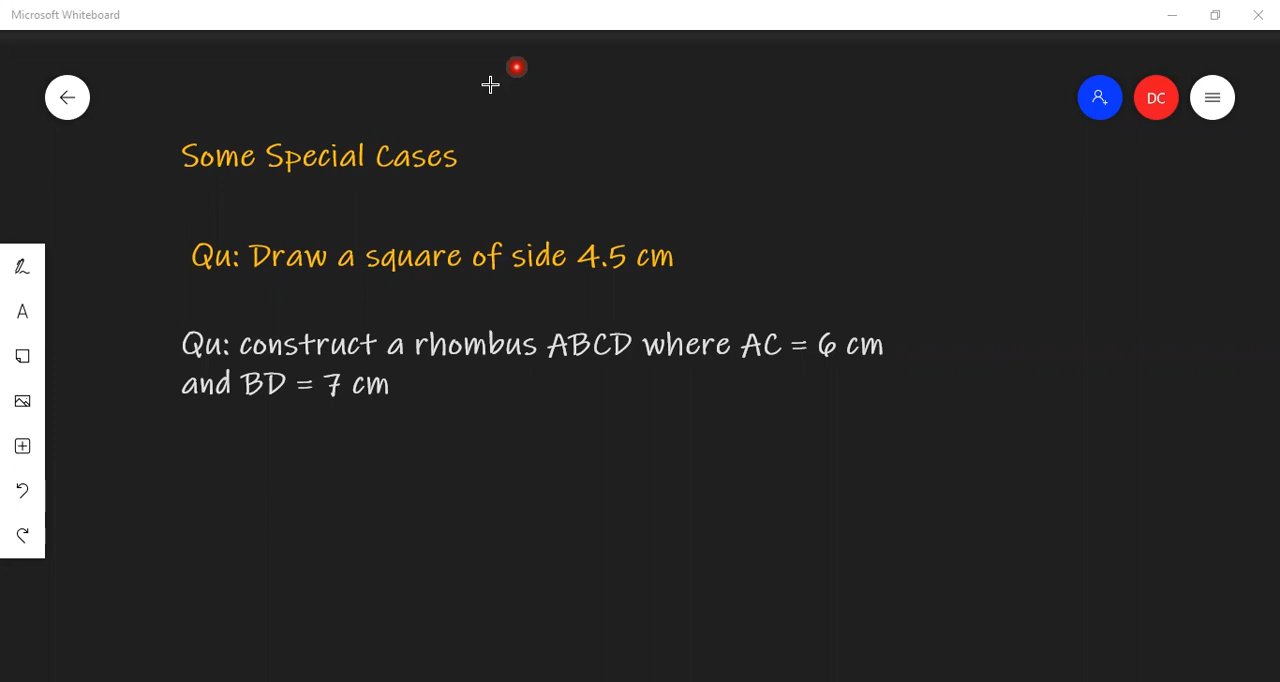 Microsoft Whiteboard
DC
Some Special Cases
Qu: Draw a square of side 4.5 cm
Qu: construct a rhombus ABCD where AC = 6 cm
and BD = 7 cm